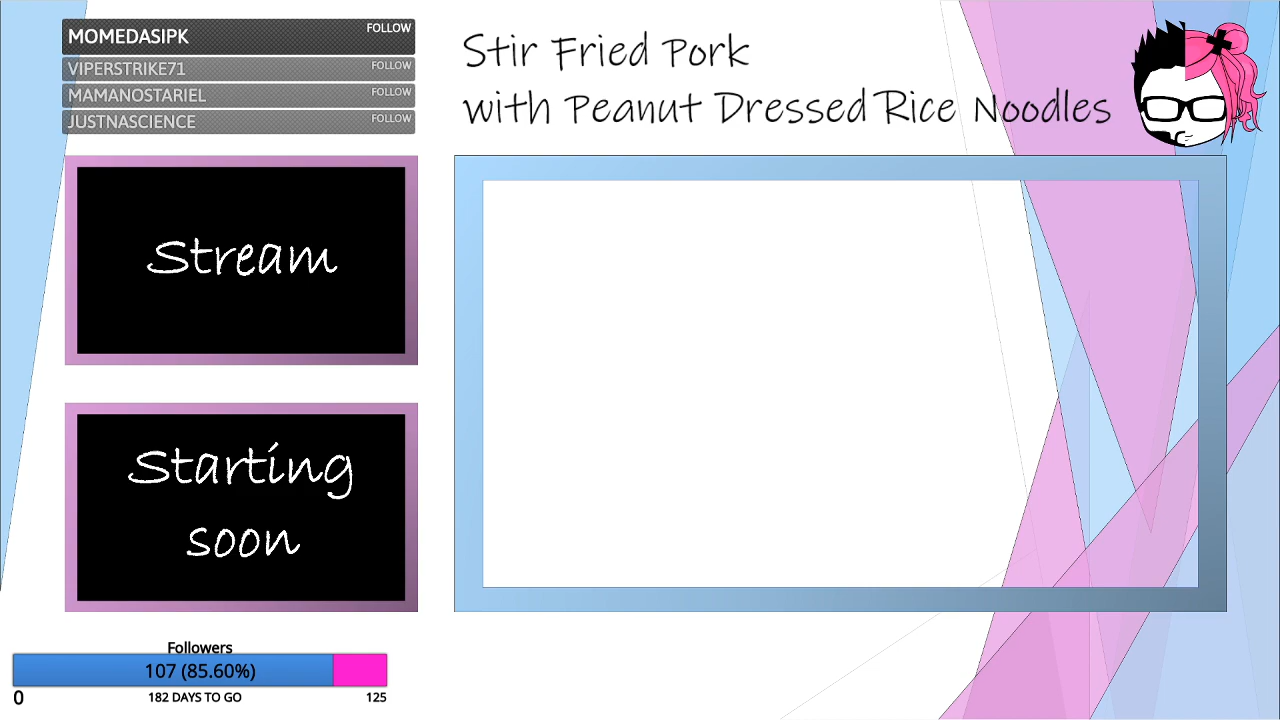 MOMEDASIPK FOLLOW
VIPERSTRIKE71 FOLLOW
MAMANOSTARIEL FOLLOW
JUSTNASCIENCE FOLLOW
Stir Fried Pork
with Peanut Dressed Rice Noodles
Stream
Starting
soon
Followers
107 (85.60%)
0 182 DAYS TO GO 125